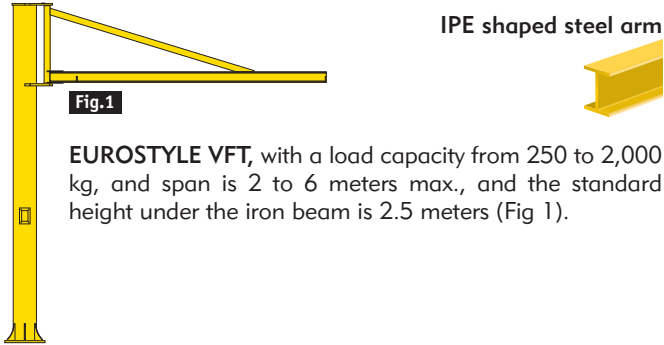 IPE shaped steel arm
Fig.1
EUROSTYLE VFT, with a load capacity from 250 to 2,000
kg, and span is 2 to 6 meters max., and the standard
height under the iron beam is 2.5 meters (Fig 1).